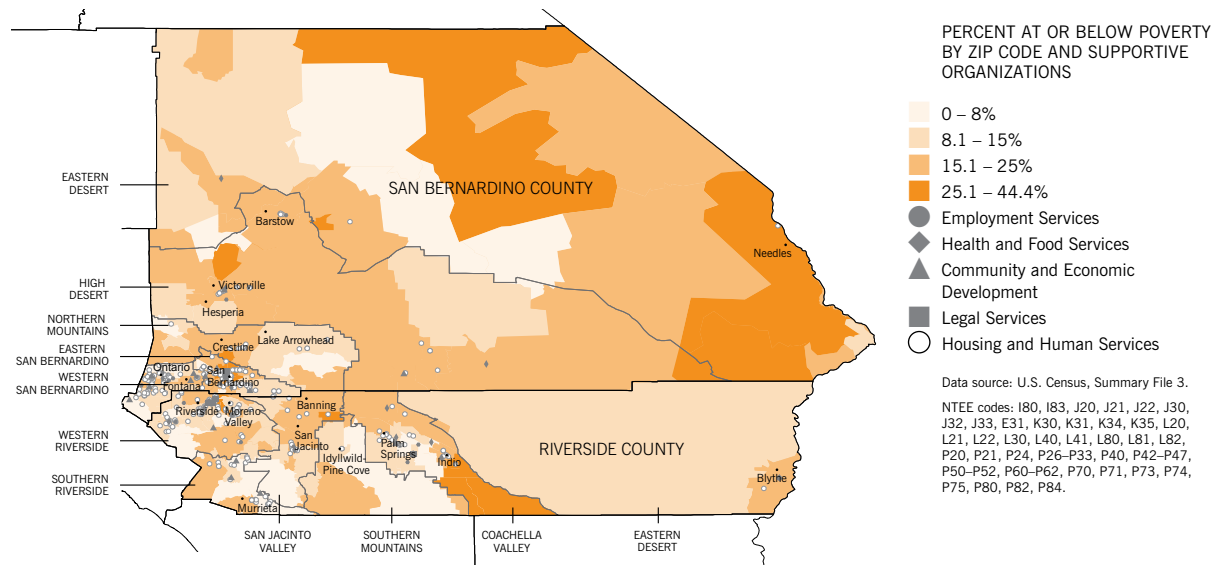 PERCENT AT OR BELOW POVERTY
BY ZIP CODE AND SUPPORTIVE
ORGANIZATIONS
0 – 8%
8.1 – 15%
15.1 – 25%
25.1 – 44.4%
Employment Services
Health and Food Services
Community and Economic
Development
Legal Services
Housing and Human Services
Data source: U.S. Census, Summary File 3.
NTEE codes: I80, I83, J20, J21, J22, J30,
J32, J33, E31, K30, K31, K34, K35, L20,
L21, L22, L30, L40, L41, L80, L81, L82,
P20, P21, P24, P26–P33, P40, P42–P47,
P50–P52, P60–P62, P70, P71, P73, P74,
P75, P80, P82, P84.
EASTERN
DESERT
HIGH
DESERT
NORTHERN
MOUNTAINS
EASTERN
SAN BERNARDINO
WESTERN
SAN BERNARDINO
WESTERN
RIVERSIDE
SOUTHERN
RIVERSIDE
SAN BERNARDINO COUNTY
Barstow
Needles
Victorville
Hesperia
Crestline
Lake Arrowhead
Ontario
San
Bernardino
Fontana
Riverside
Moreno
Valley
Banning
San
Jacinto
Idyllwild-
Pine Cove
Palm
Springs
Indio
RIVERSIDE COUNTY
Blythe
Murrieta
SAN JACINTO
VALLEY
SOUTHERN
MOUNTAINS
COACHELLA
VALLEY
EASTERN
DESERT